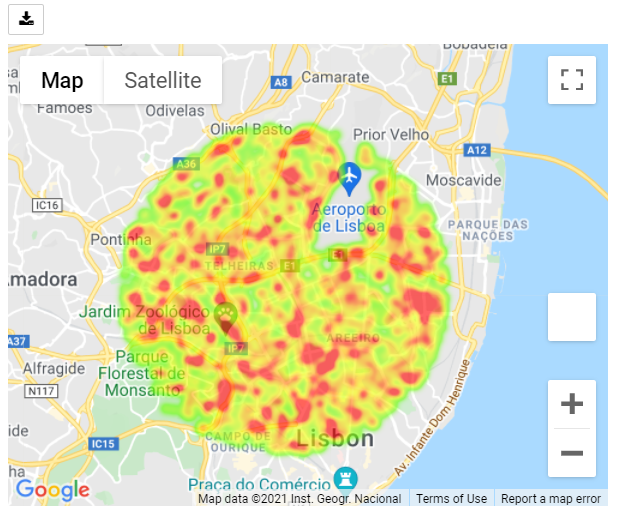 Bobadela
Map
Satellite
A8
Camarate
E1
Famões
Odivelas
Olival Basto
Prior Velho
A12
A36
Moscavide
IC16
Aeroporto
de Lisboa
PARQUE DAS
NAÇÕES
Pontinha
IP7
E1
TELHEIRAS
E1
Amadora
Jardim Zoológico
de Lisboa
AREEIRO
A37
IP7
Parque
Florestal de
Monsanto
Alfragide
N117
Av. Infante Dom Henrique
IC15
CAMPO DE
OURIQUE
Lisbon
Praça do Comércio
Google
Map data ©2021 Inst. Geogr. Nacional
Terms of Use
Report a map error